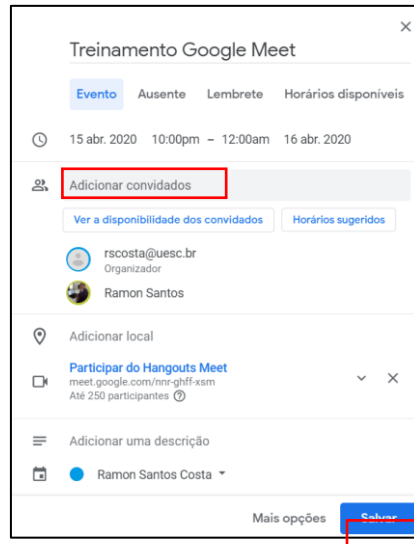 Treinamento Google Meet
Evento Ausente Lembrete Horários disponíveis
15 abr. 2020 10:00pm – 12:00am 16 abr. 2020
Adicionar convidados
Ver a disponibilidade dos convidados Horários sugeridos
rscosta@uesc.br
Organizador
Ramon Santos
Adicionar local
Participar do Hangouts Meet
meet.google.com/nnr-ghff-xsm
Até 250 participantes
Adicionar uma descrição
Ramon Santos Costa
Mais opções Salvar